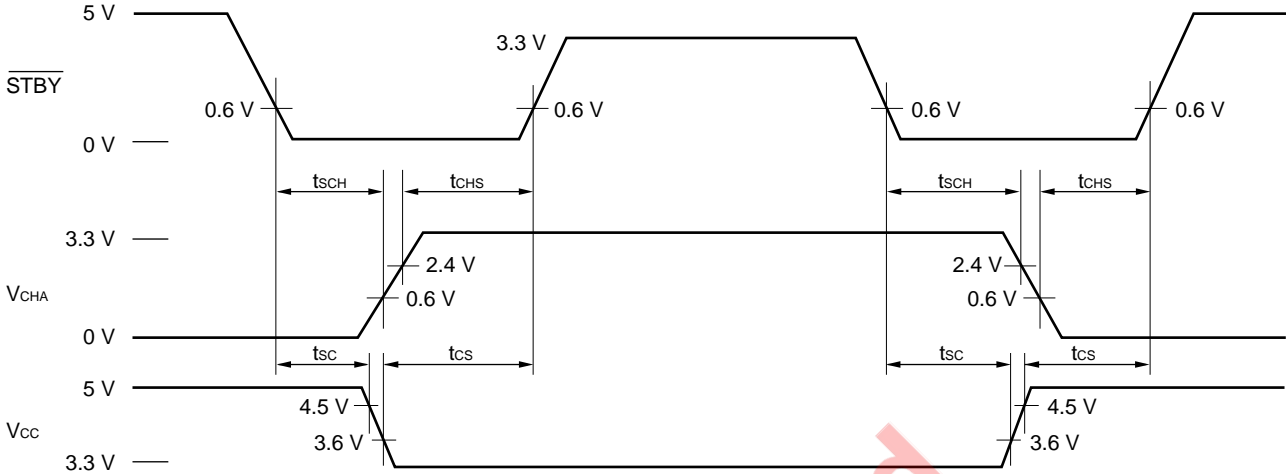 5 V
3.3 V
STBY
0.6 V
0.6 V
0.6 V
0.6 V
0 V
tSCH
tCHS
tSCH
tCHS
3.3 V
2.4 V
2.4 V
VCHA
0.6 V
0.6 V
0 V
tSC
tCS
tSC
tCS
5 V
4.5 V
4.5 V
VCC
3.6 V
3.6 V
3.3 V